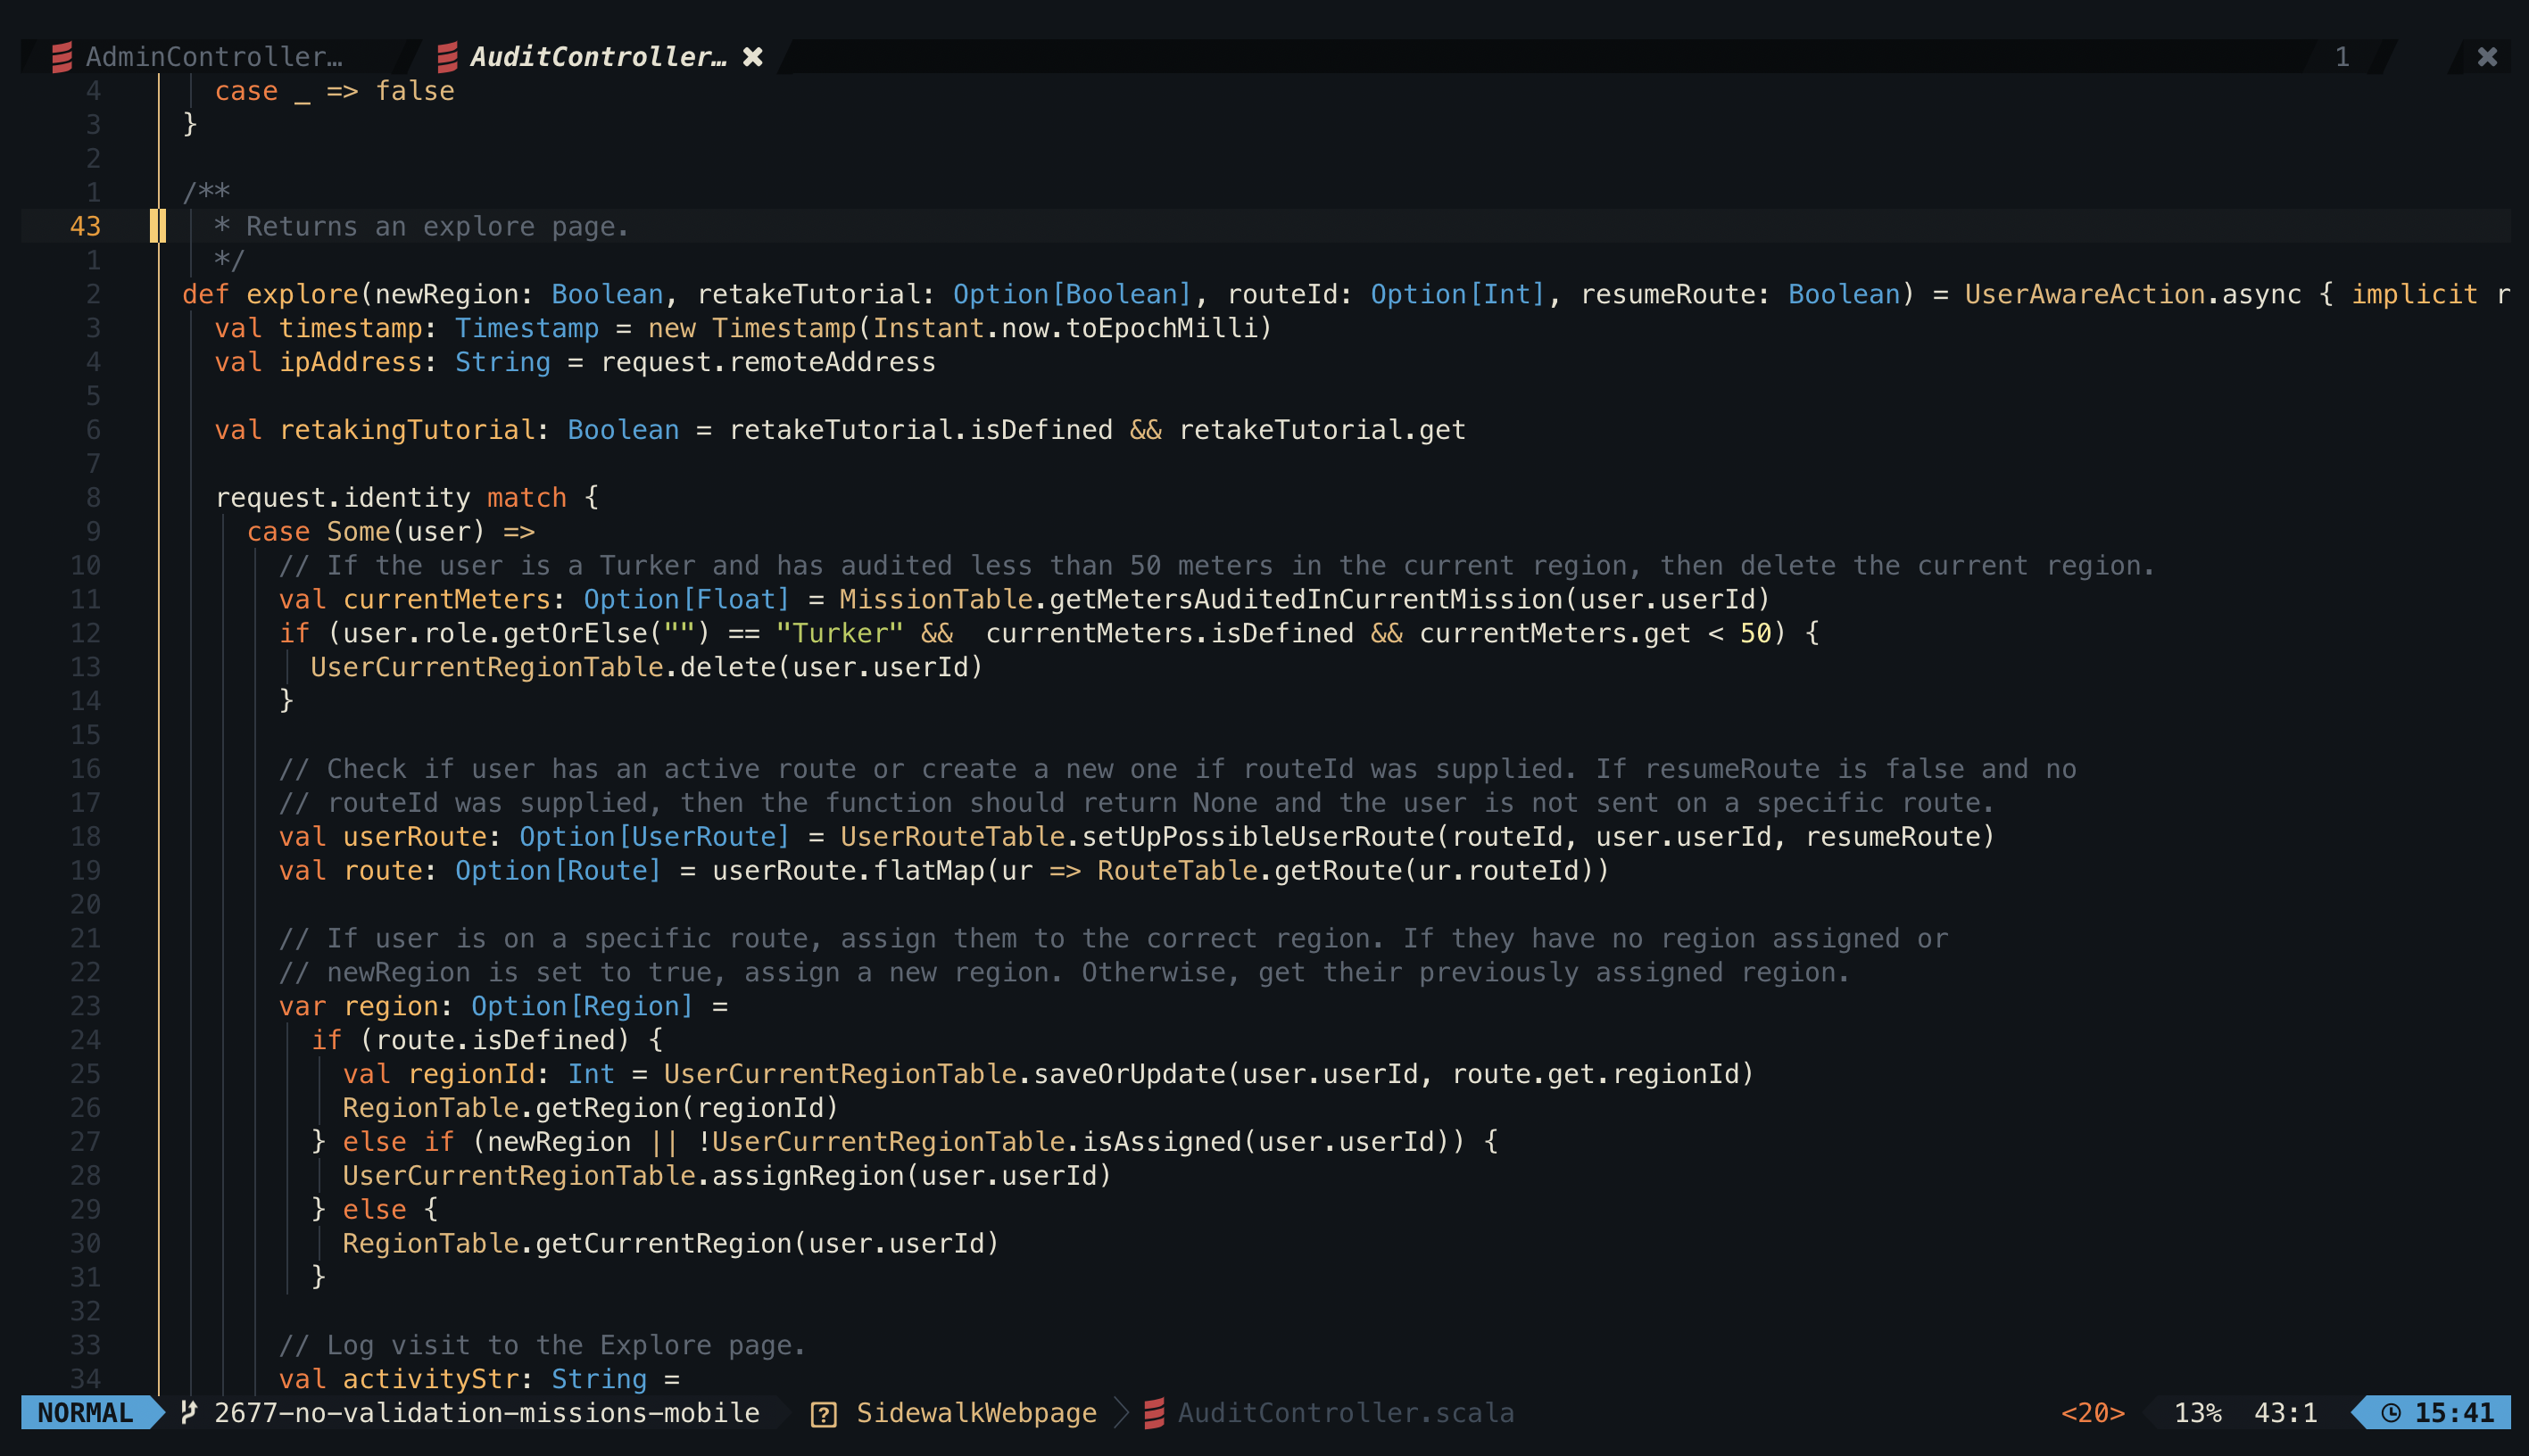 AdminController… AuditController… ✖ 1 ✖
4 case _ => false
3 }
2
1 /**
43 * Returns an explore page.
1 */
2 def explore(newRegion: Boolean, retakeTutorial: Option[Boolean], routeId: Option[Int], resumeRoute: Boolean) = UserAwareAction.async { implicit r
3 val timestamp: Timestamp = new Timestamp(Instant.now.toEpochMilli)
4 val ipAddress: String = request.remoteAddress
5
6 val retakingTutorial: Boolean = retakeTutorial.isDefined && retakeTutorial.get
7
8 request.identity match {
9 case Some(user) =>
10 // If the user is a Turker and has audited less than 50 meters in the current region, then delete the current region.
11 val currentMeters: Option[Float] = MissionTable.getMetersAuditedInCurrentMission(user.userId)
12 if (user.role.getOrElse("") == "Turker" &&  currentMeters.isDefined && currentMeters.get < 50) {
13 UserCurrentRegionTable.delete(user.userId)
14 }
15
16 // Check if user has an active route or create a new one if routeId was supplied. If resumeRoute is false and no
17 // routeId was supplied, then the function should return None and the user is not sent on a specific route.
18 val userRoute: Option[UserRoute] = UserRouteTable.setUpPossibleUserRoute(routeId, user.userId, resumeRoute)
19 val route: Option[Route] = userRoute.flatMap(ur => RouteTable.getRoute(ur.routeId))
20
21 // If user is on a specific route, assign them to the correct region. If they have no region assigned or
22 // newRegion is set to true, assign a new region. Otherwise, get their previously assigned region.
23 var region: Option[Region] =
24 if (route.isDefined) {
25 val regionId: Int = UserCurrentRegionTable.saveOrUpdate(user.userId, route.get.regionId)
26 RegionTable.getRegion(regionId)
27 } else if (newRegion || !UserCurrentRegionTable.isAssigned(user.userId)) {
28 UserCurrentRegionTable.assignRegion(user.userId)
29 } else {
30 RegionTable.getCurrentRegion(user.userId)
31 }
32
33 // Log visit to the Explore page.
34 val activityStr: String =
NORMAL 2677-no-validation-missions-mobile SidewalkWebpage AuditController.scala <20> 13% 43:1 15:41